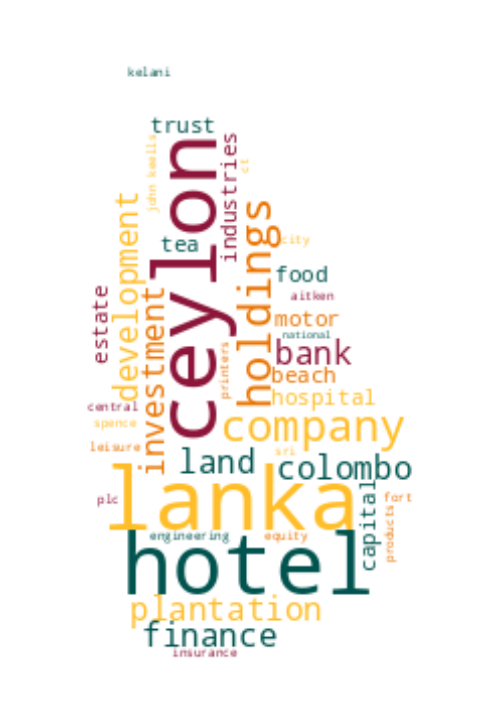 kelani
trust
john keells
ceylon
industries
ct
development
tea
holdings
city
food
estate
investment
aitken
motor
national
printers
bank
beach
hospital
central
company
spence
leisure
land
sri
colombo
lanka
plc
capital
fort
products
engineering
equity
hotel
plantation
finance
insurance